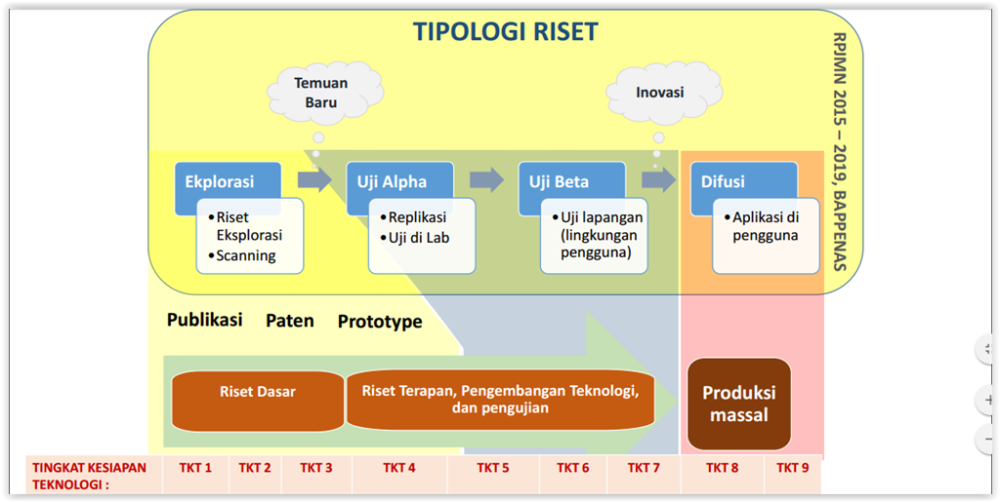 TIPOLOGI RISET
RPJMN 2015 – 2019, BAPPENAS
Temuan
Baru
Inovasi
Ekplorasi
•Riset
Eksplorasi
•Scanning
Uji Alpha
•Replikasi
•Uji di Lab
Uji Beta
•Uji lapangan
(lingkungan
pengguna)
Difusi
•Aplikasi di
pengguna
Publikasi Paten Prototype
Riset Dasar
Riset Terapan, Pengembangan Teknologi,
dan pengujian
Produksi
massal
TINGKAT KESIAPAN
TEKNOLOGI :
TKT 1 TKT 2 TKT 3 TKT 4 TKT 5 TKT 6 TKT 7 TKT 8 TKT 9